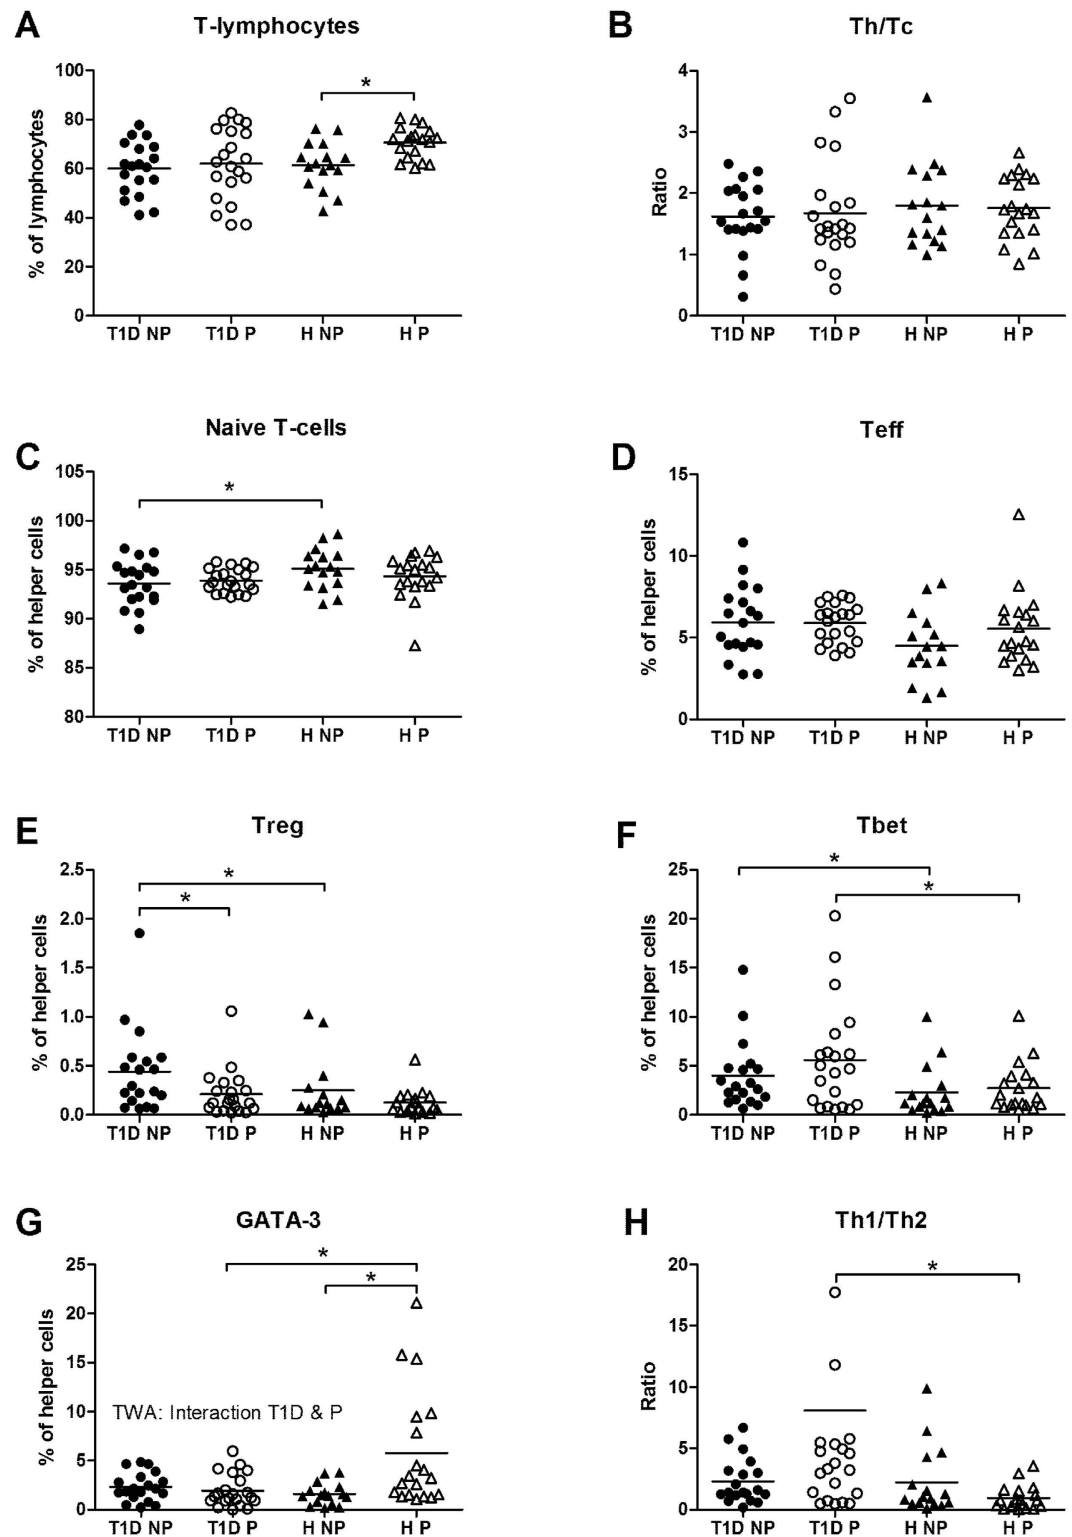 A
T-lymphocytes
% of lymphocytes
100
80
60
40
20
0
*
T1D NP T1D P H NP H P
B
Th/Tc
Ratio
4
3
2
1
0
T1D NP T1D P H NP H P
C
Naive T-cells
% of helper cells
105
100
95
90
85
80
*
T1D NP T1D P H NP H P
D
Teff
% of helper cells
15
10
5
0
T1D NP T1D P H NP H P
E
Treg
% of helper cells
2.5
2.0
1.5
1.0
0.5
0.0
*
*
T1D NP T1D P H NP H P
F
Tbet
% of helper cells
25
20
15
10
5
0
*
*
T1D NP T1D P H NP H P
G
GATA-3
% of helper cells
25
20
15
10
5
0
*
*
TWA: Interaction T1D & P
T1D NP T1D P H NP H P
H
Th1/Th2
Ratio
20
15
10
5
0
*
T1D NP T1D P H NP H P